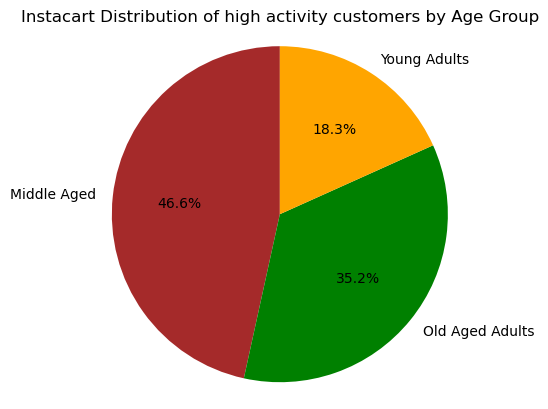 Instacart Distribution of high activity customers by Age Group
Young Adults
18.3%
Middle Aged
46.6%
35.2%
Old Aged Adults